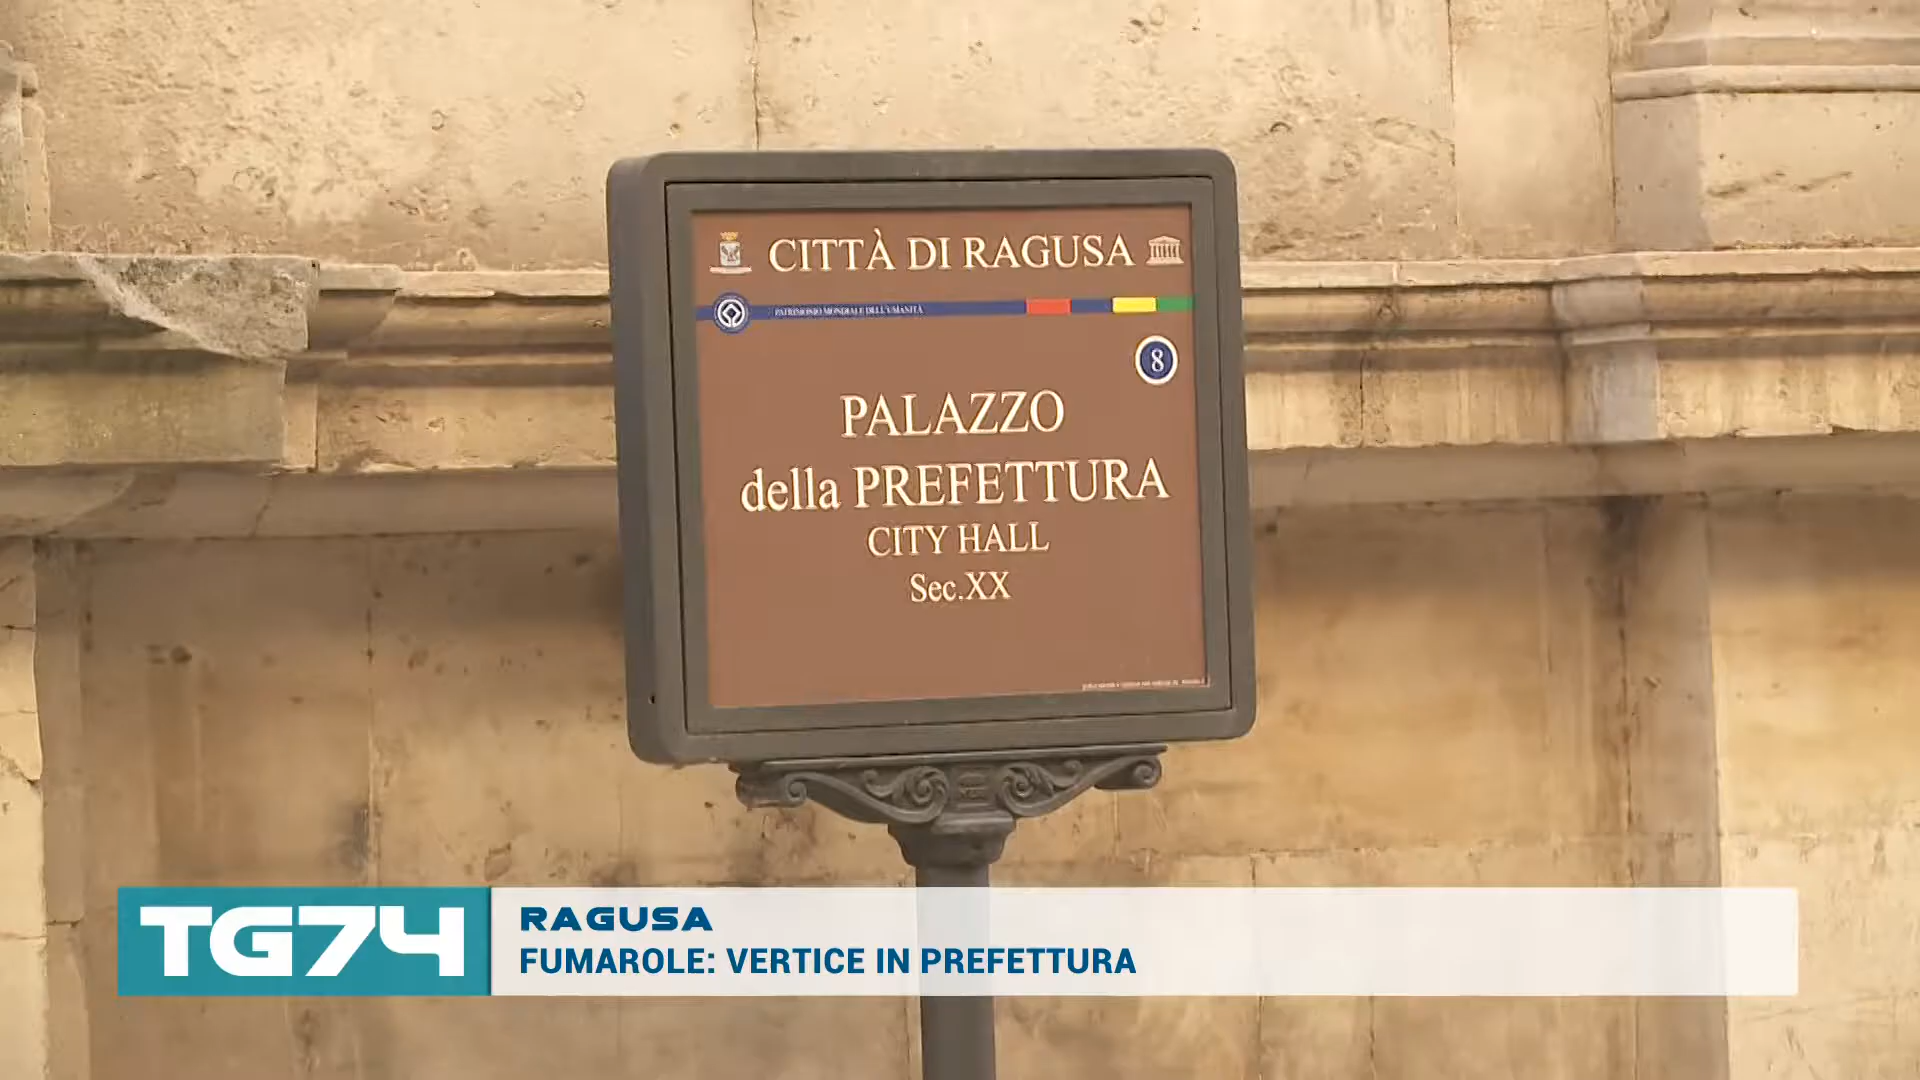 CITTÀ DI RAGUSA
PATRIMONIO MONDIALE DELL'UMANITÀ
8
PALAZZO
della PREFETTURA
CITY HALL
Sec.XX
TG74
RAGUSA
FUMAROLE: VERTICE IN PREFETTURA